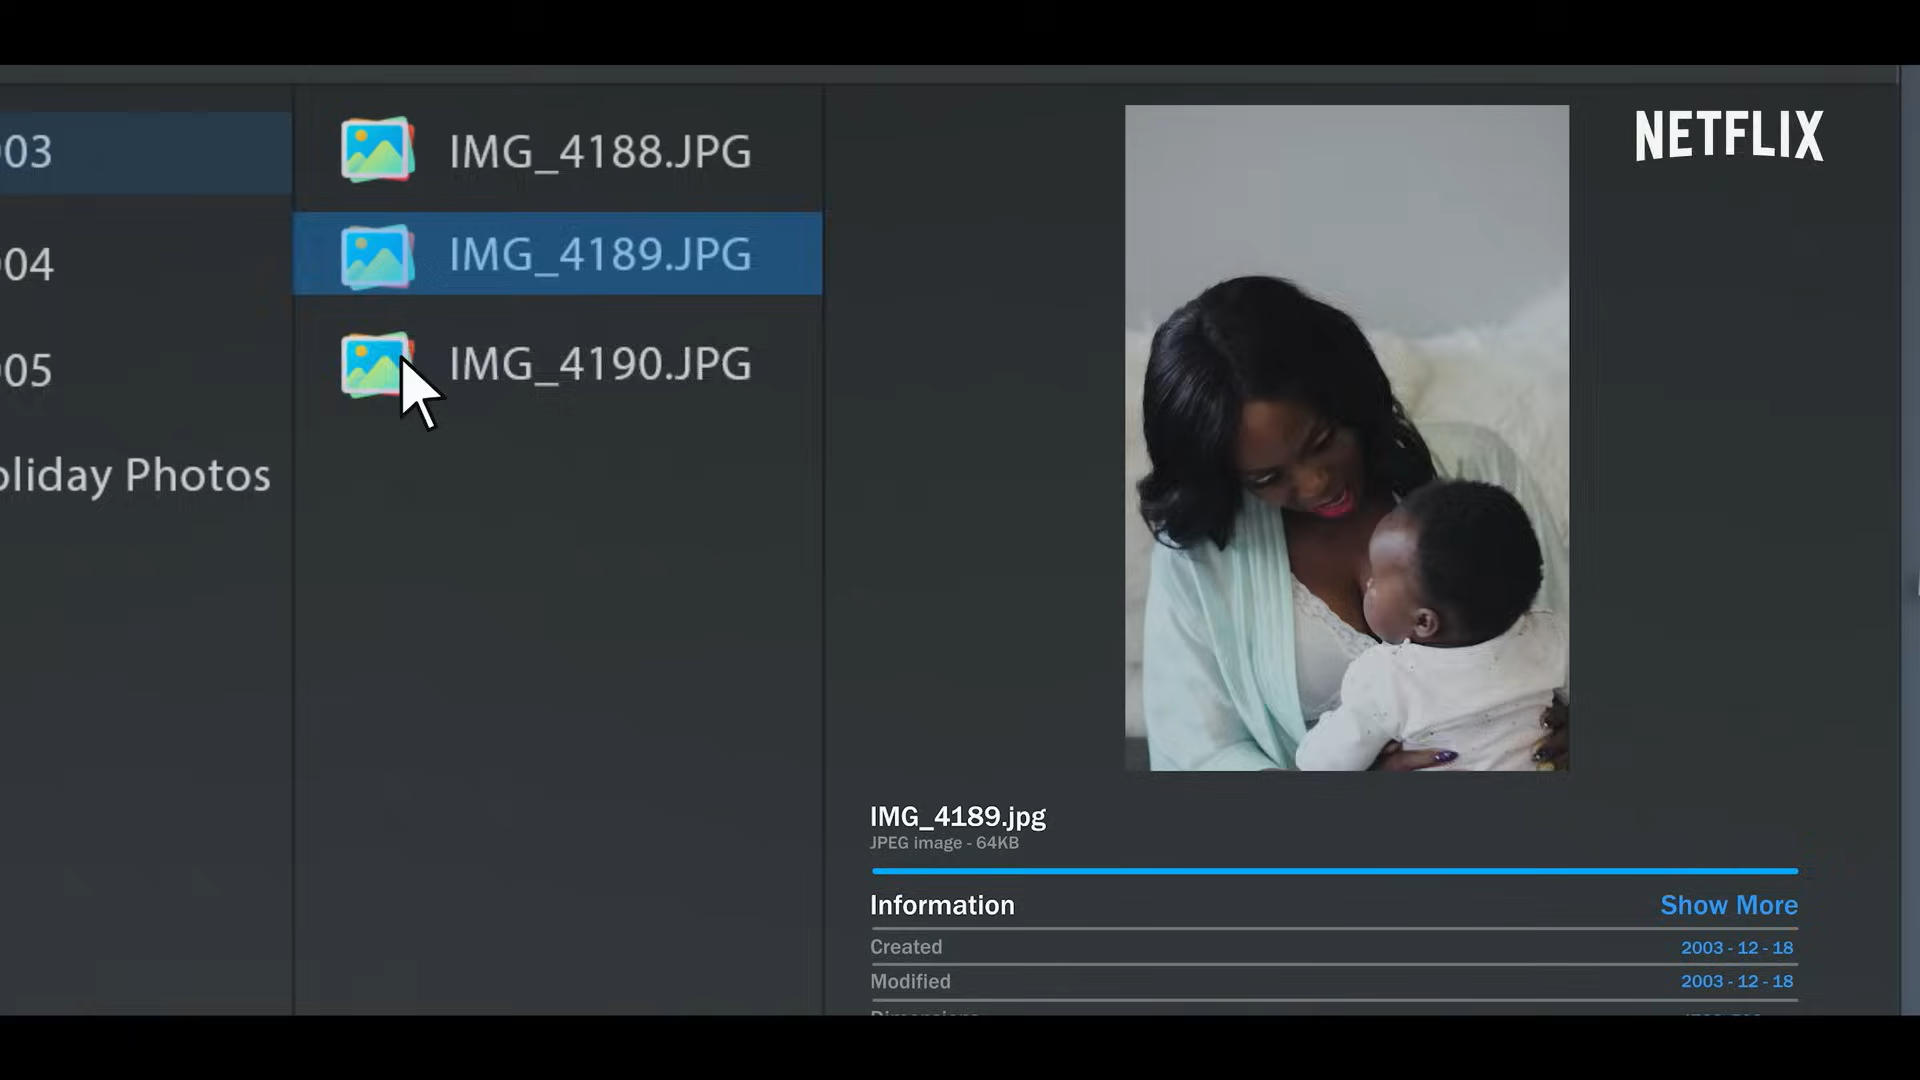 NETFLIX
03
04
05
oliday Photos
IMG_4188.JPG
IMG_4189.JPG
IMG_4190.JPG
IMG_4189.jpg
JPEG image - 64KB
Information Show More
Created 2003 - 12 - 18
Modified 2003 - 12 - 18